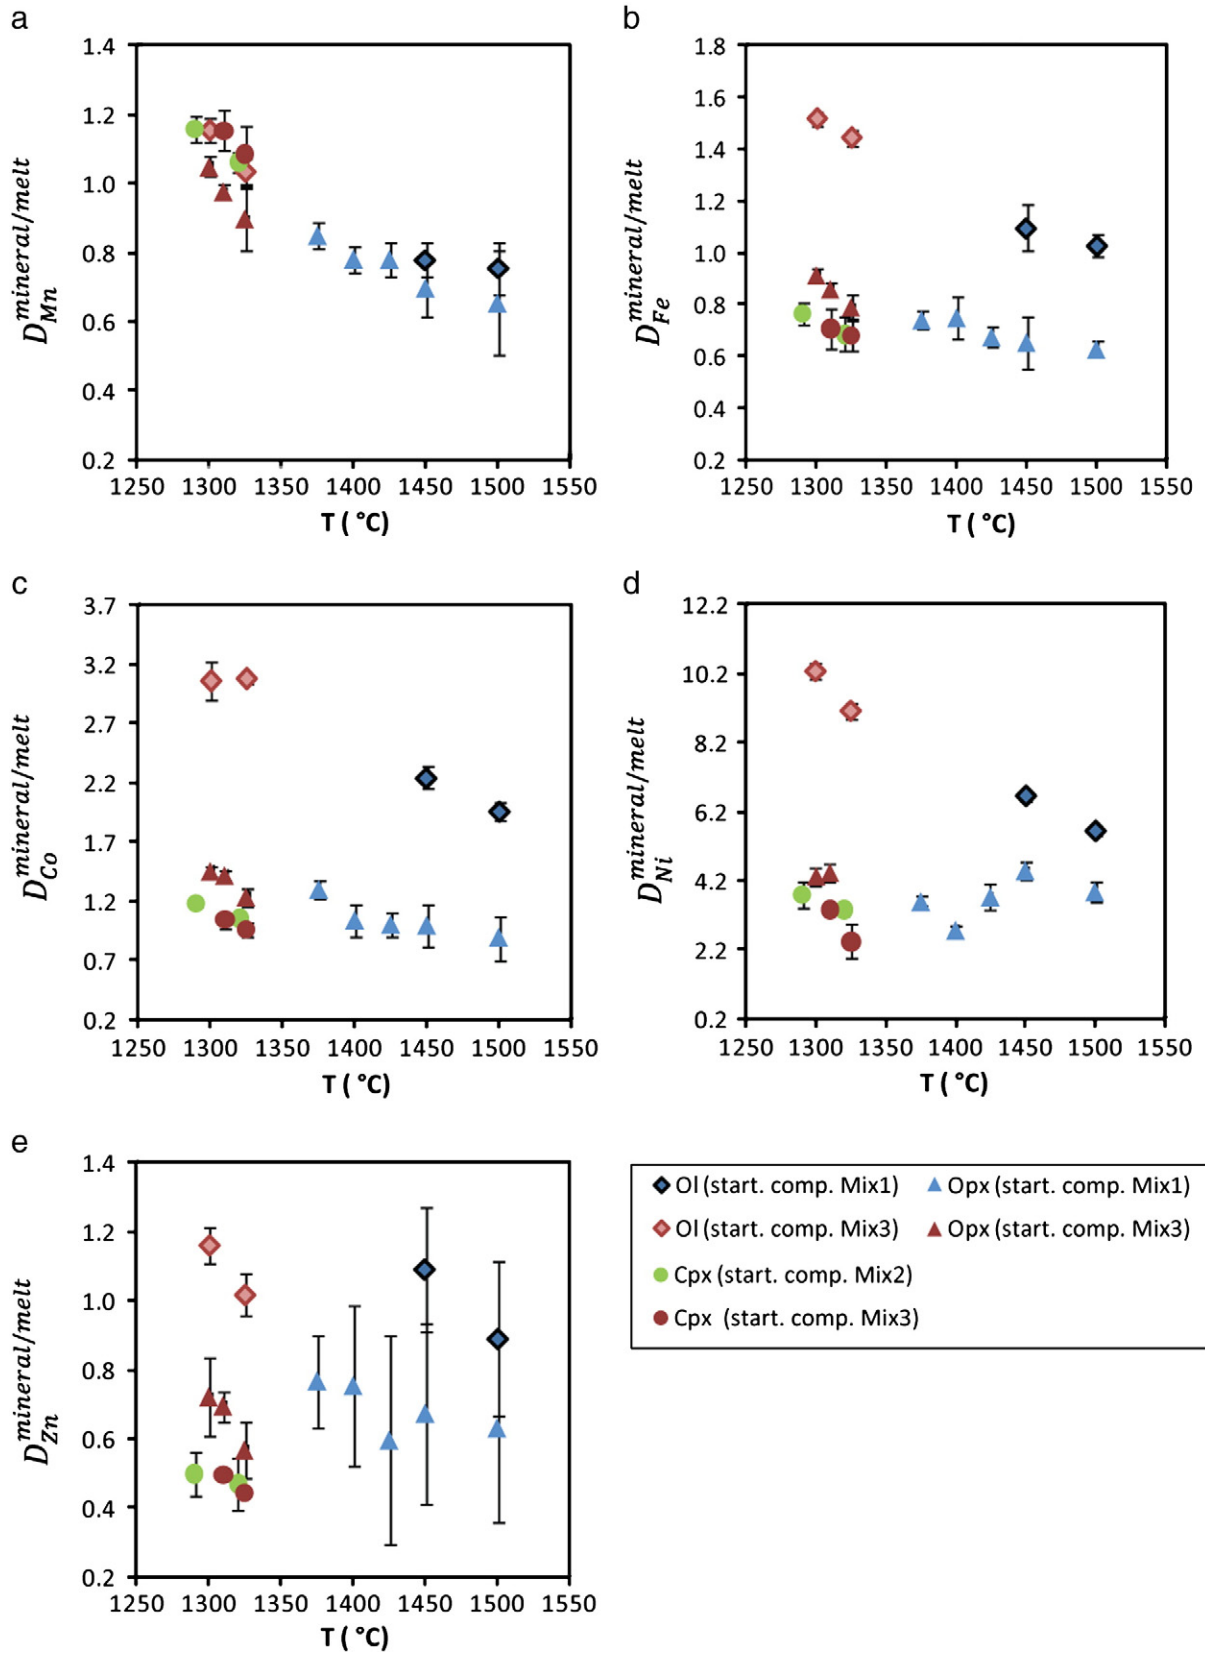 a
1.4
1.2
1.0
0.8
0.6
0.4
0.2
D_Mn^mineral/melt
1250 1300 1350 1400 1450 1500 1550
T ( °C)
b
1.8
1.6
1.4
1.2
1.0
0.8
0.6
0.4
0.2
D_Fe^mineral/melt
1250 1300 1350 1400 1450 1500 1550
T ( °C)
c
3.7
3.2
2.7
2.2
1.7
1.2
0.7
0.2
D_Co^mineral/melt
1250 1300 1350 1400 1450 1500 1550
T ( °C)
d
12.2
10.2
8.2
6.2
4.2
2.2
0.2
D_Ni^mineral/melt
1250 1300 1350 1400 1450 1500 1550
T ( °C)
e
1.4
1.2
1.0
0.8
0.6
0.4
0.2
D_Zn^mineral/melt
1250 1300 1350 1400 1450 1500 1550
T ( °C)
Ol (start. comp. Mix1) Opx (start. comp. Mix1)
Ol (start. comp. Mix3) Opx (start. comp. Mix3)
Cpx (start. comp. Mix2)
Cpx (start. comp. Mix3)